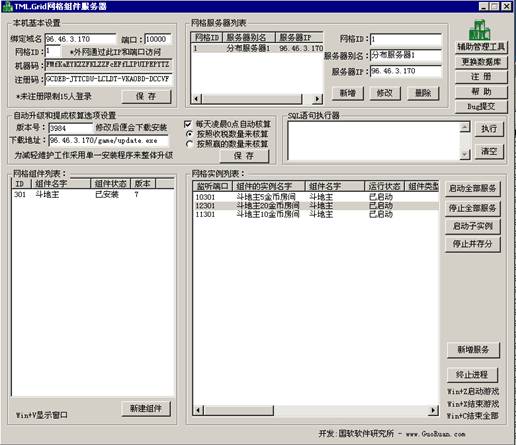 TML.Grid网格组件服务器
本机基本设置
绑定域名 96.46.3.170 端口: 10000
网格ID: 1 *外网通过此IP和端口访问
机器码:
注册码:
*未注册限制15人登录 保 存
网格服务器列表
网格ID 服务器别名 服务器IP
1 分布服务器1 96.46.3.170
网格ID: 1
服务器别名: 分布服务器1
服务器IP: 96.46.3.170
新增 修改 删除
辅助管理工具
更换数据库
注 册
帮 助
Bug提交
自动升级和提成核算选项设置
版本号: 3984 修改后便会下载安装
下载地址: 96.46.3.170/game/update.exe
为减轻维护工作采用单一安装程序来整体升级
每天凌晨0点自动核算
按照收税数量来核算
按照赢的数量来核算
保 存
SQL语句执行器
执行
清空
网格组件列表:
ID 组件名字 组件状态 版本
301 斗地主 已安装 7
Win+V显示窗口 新建组件
网格实例列表:
监听端口 组件的实例名字 组件名字 运行状态 组件类型
10301 斗地主5金币房间 斗地主 已启动
12301 斗地主20金币房间 斗地主 已启动
11301 斗地主10金币房间 斗地主 已启动
启动全部服务
停止全部服务
启动子实例
停止并存分
新增服务
终止进程
Win+Z启动游戏
Win+X结束游戏
Win+C结束全部
开发:国软软件研究所 - www.GuoRuan.com